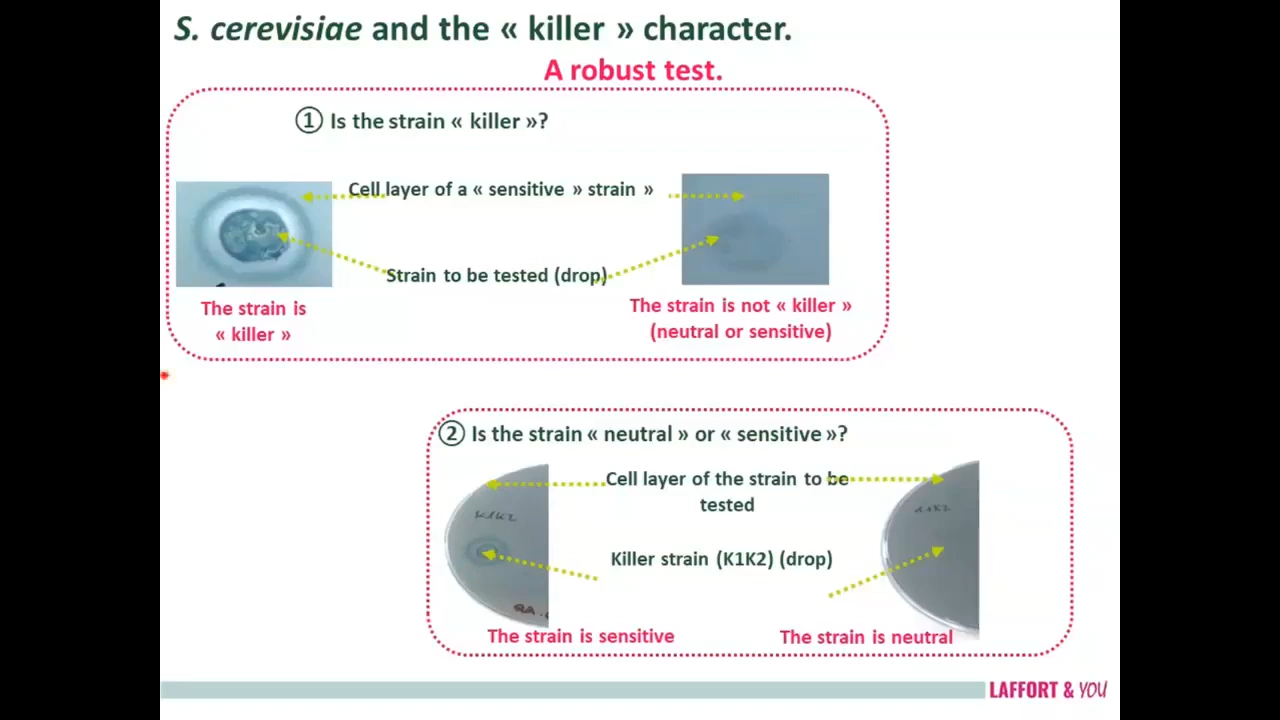 S. cerevisiae and the « killer » character.
A robust test.
① Is the strain « killer »?
Cell layer of a « sensitive » strain »
Strain to be tested (drop)
The strain is
« killer »
The strain is not « killer »
(neutral or sensitive)
② Is the strain « neutral » or « sensitive »?
Cell layer of the strain to be
tested
K1K2
Killer strain (K1K2) (drop)
The strain is sensitive
The strain is neutral
LAFFORT & YOU